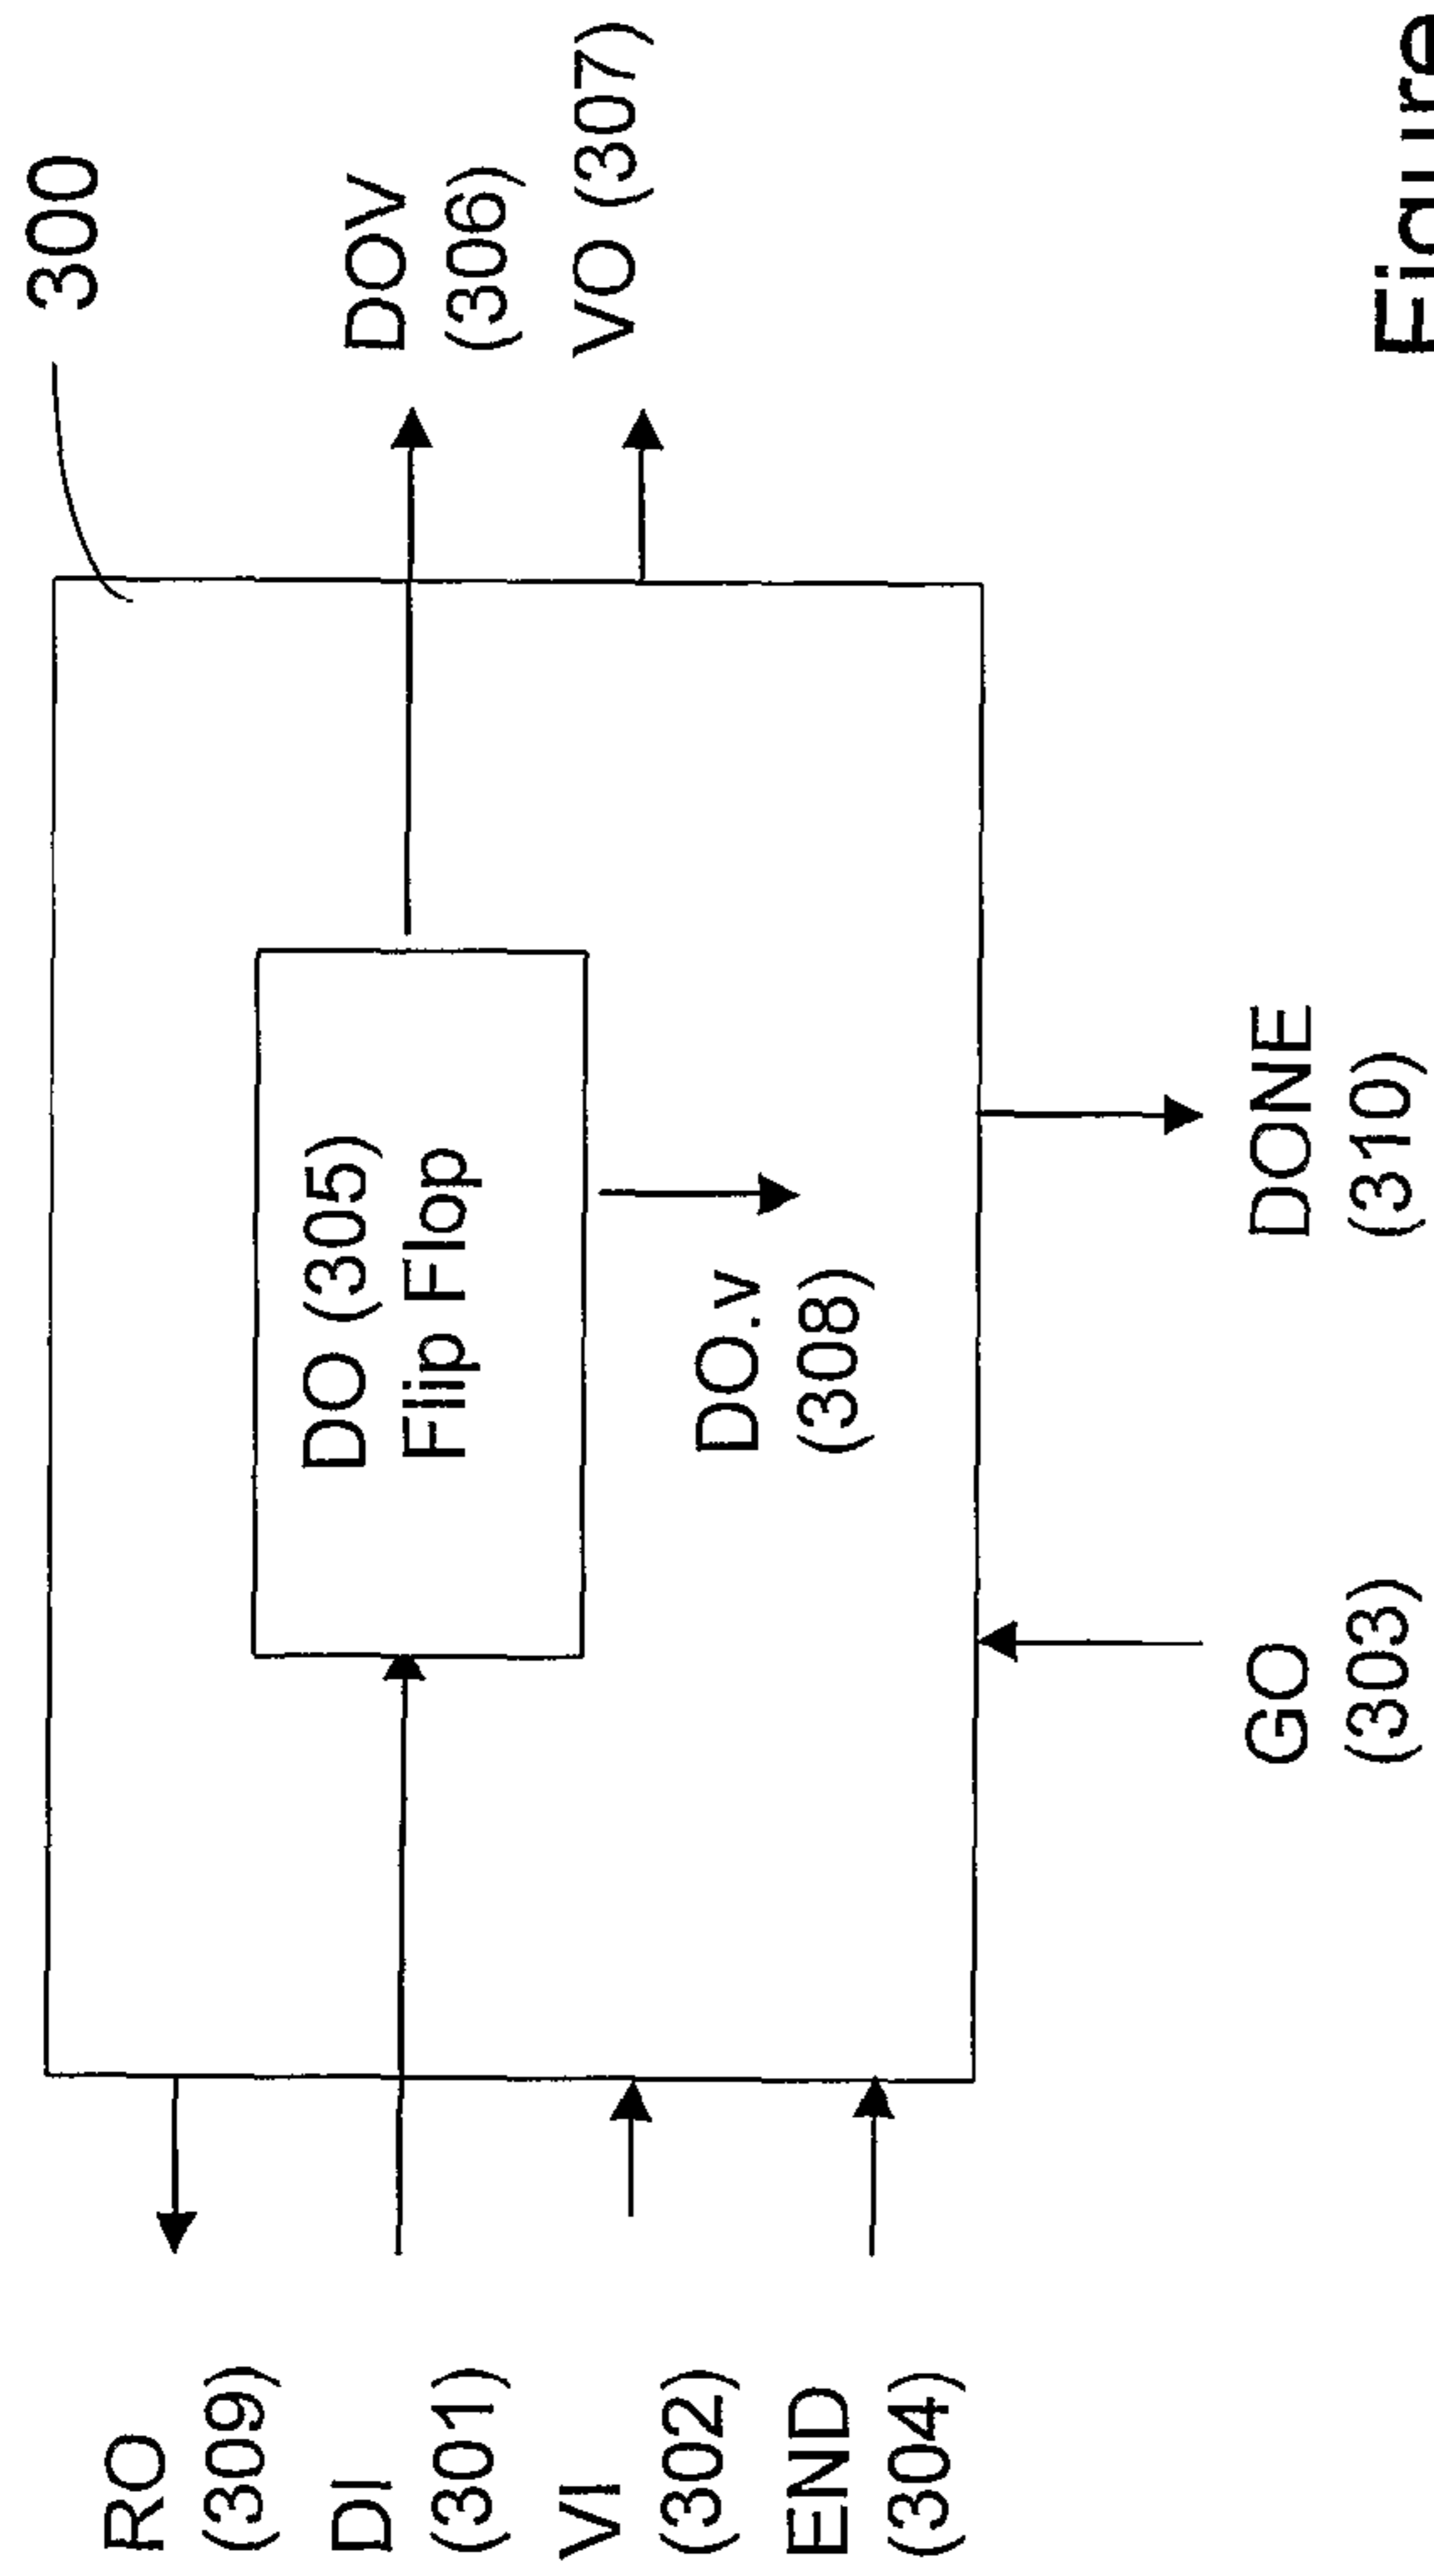 300
RO
(309)
DI
(301)
VI
(302)
END
(304)
DO (305)
Flip Flop
DO.v
(308)
DOV
(306)
VO (307)
GO
(303)
DONE
(310)
Figure